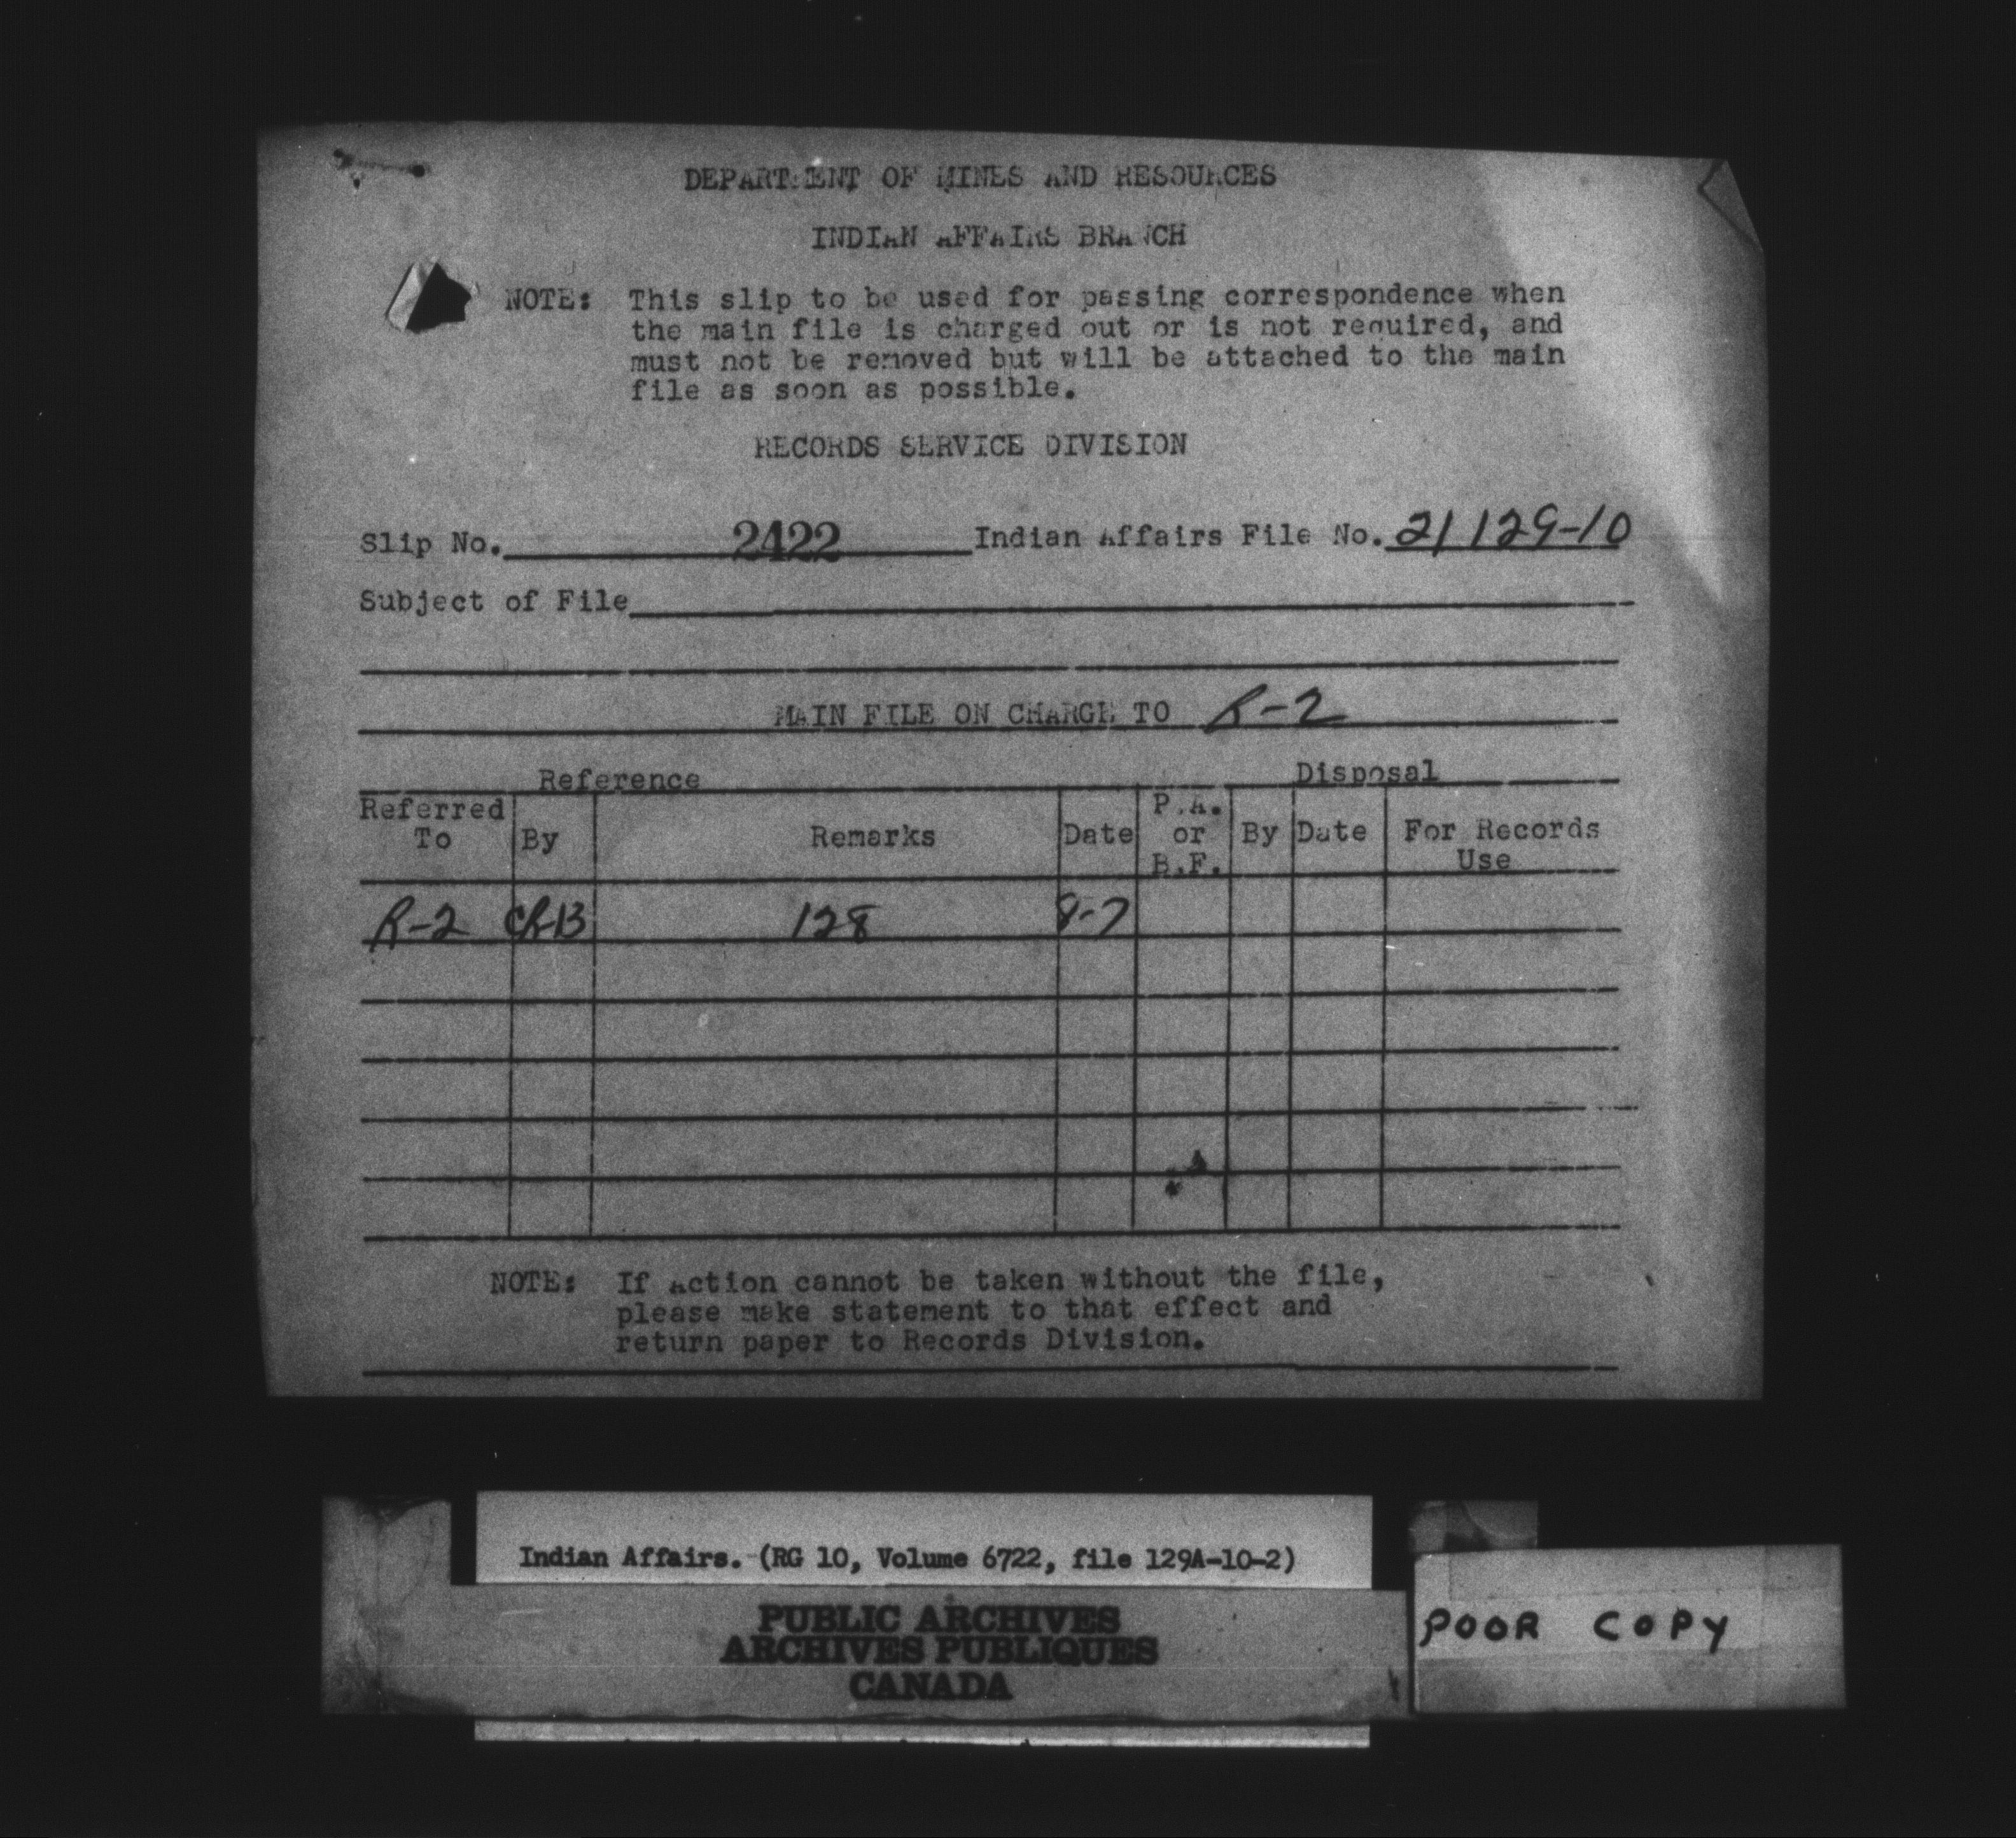 DEPARTMENT OF MINES AND RESOURCES
INDIAN AFFAIRS BRANCH
NOTE: This slip to be used for passing correspondence when
the main file is charged out or is not required, and
must not be removed but will be attached to the main
file as soon as possible.
RECORDS SERVICE DIVISION
Slip No. 2422 Indian Affairs File No. 21129-10
Subject of File
MAIN FILE ON CHARGE TO R-2
Reference Disposal
Referred To By Remarks Date P.A. or B.F. By Date For Records Use
R-2 CR-13 128 8-7
NOTE: If action cannot be taken without the file,
please make statement to that effect and
return paper to Records Division.
Indian Affairs. (RG 10, Volume 6722, file 129A-10-2)
PUBLIC ARCHIVES
ARCHIVES PUBLIQUES
CANADA
POOR COPY